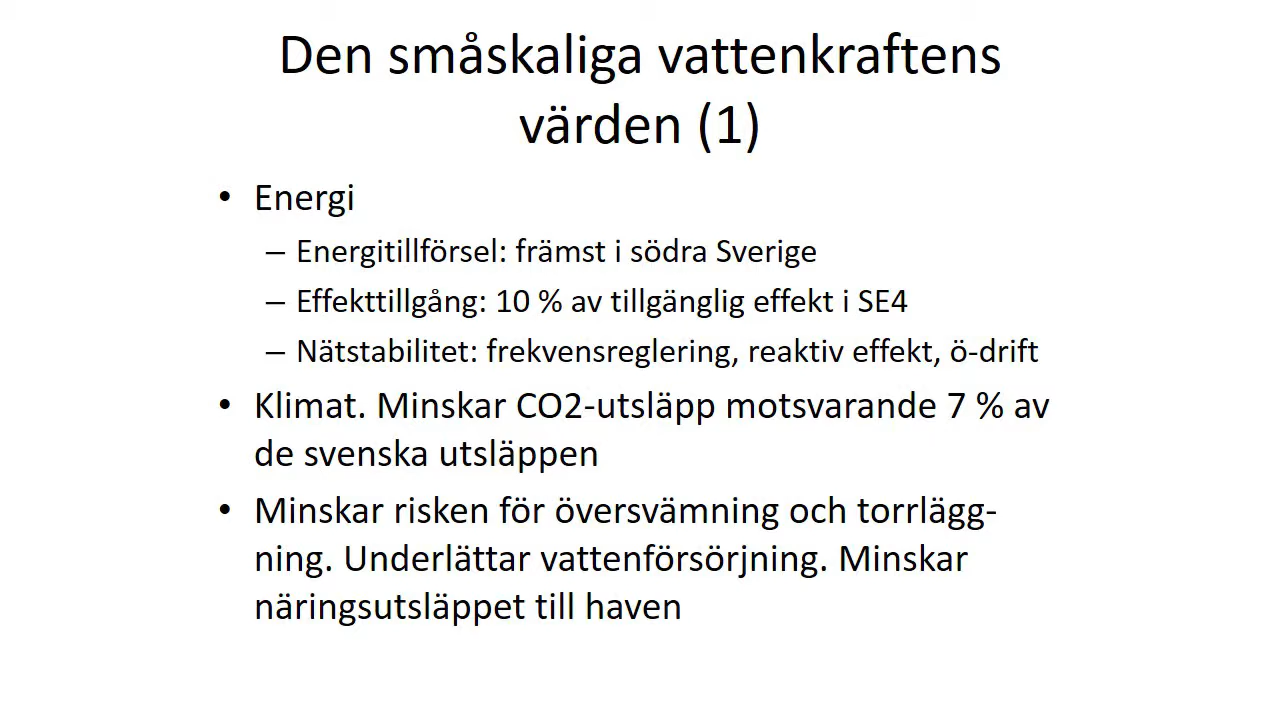 Den småskaliga vattenkraftens
värden (1)
• Energi
– Energitillförsel: främst i södra Sverige
– Effekttillgång: 10 % av tillgänglig effekt i SE4
– Nätstabilitet: frekvensreglering, reaktiv effekt, ö-drift
• Klimat. Minskar CO2-utsläpp motsvarande 7 % av
de svenska utsläppen
• Minskar risken för översvämning och torrlägg-
ning. Underlättar vattenförsörjning. Minskar
näringsutsläppet till haven